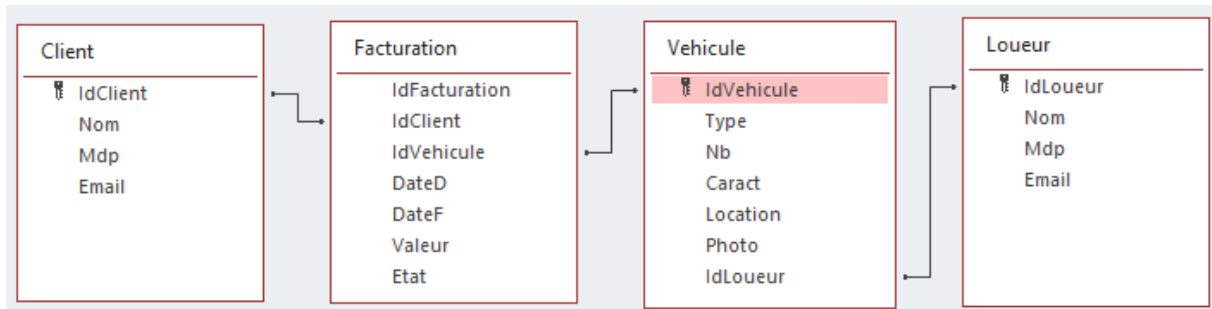 Client
IdClient
Nom
Mdp
Email
Facturation
IdFacturation
IdClient
IdVehicule
DateD
DateF
Valeur
Etat
Vehicule
IdVehicule
Type
Nb
Caract
Location
Photo
IdLoueur
Loueur
IdLoueur
Nom
Mdp
Email